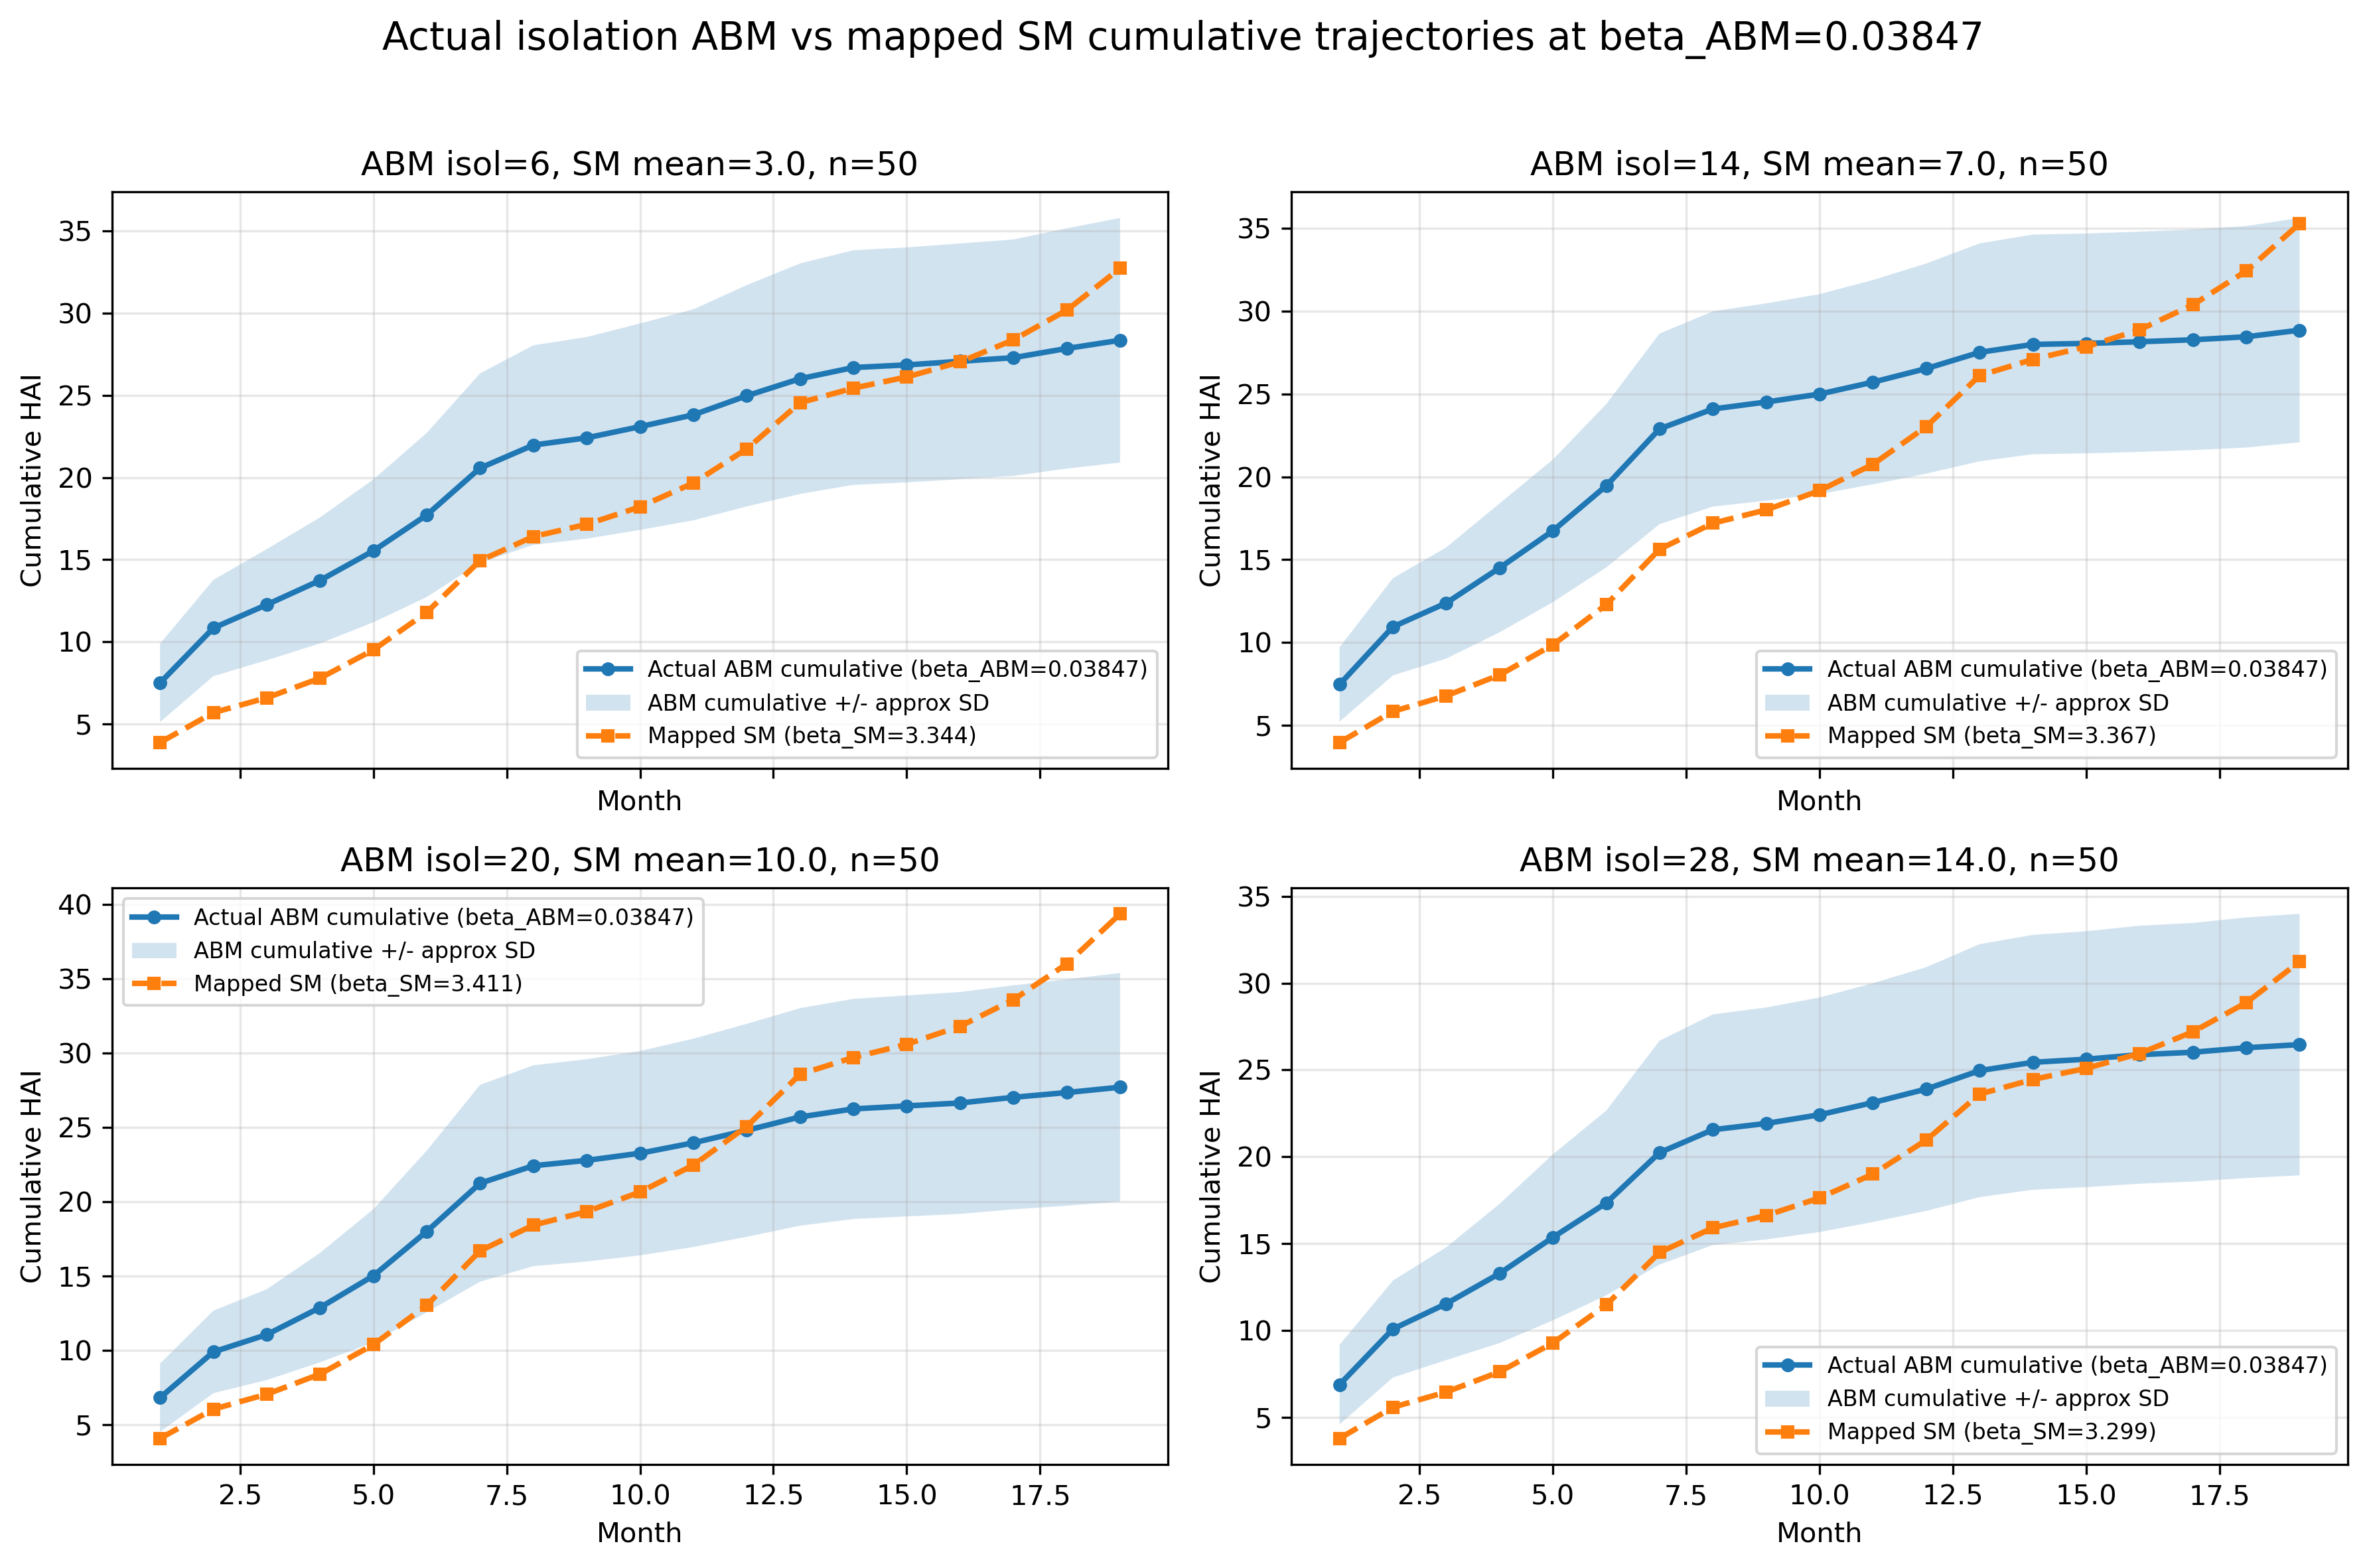 Actual isolation ABM vs mapped SM cumulative trajectories at beta_ABM=0.03847
ABM isol=6, SM mean=3.0, n=50
35
30
25
20
15
10
5
Cumulative HAI
Actual ABM cumulative (beta_ABM=0.03847)
ABM cumulative +/- approx SD
Mapped SM (beta_SM=3.344)
Month
ABM isol=14, SM mean=7.0, n=50
35
30
25
20
15
10
5
Cumulative HAI
Actual ABM cumulative (beta_ABM=0.03847)
ABM cumulative +/- approx SD
Mapped SM (beta_SM=3.367)
Month
ABM isol=20, SM mean=10.0, n=50
40
35
30
25
20
15
10
5
Cumulative HAI
Actual ABM cumulative (beta_ABM=0.03847)
ABM cumulative +/- approx SD
Mapped SM (beta_SM=3.411)
2.5 5.0 7.5 10.0 12.5 15.0 17.5
Month
ABM isol=28, SM mean=14.0, n=50
35
30
25
20
15
10
5
Cumulative HAI
Actual ABM cumulative (beta_ABM=0.03847)
ABM cumulative +/- approx SD
Mapped SM (beta_SM=3.299)
2.5 5.0 7.5 10.0 12.5 15.0 17.5
Month